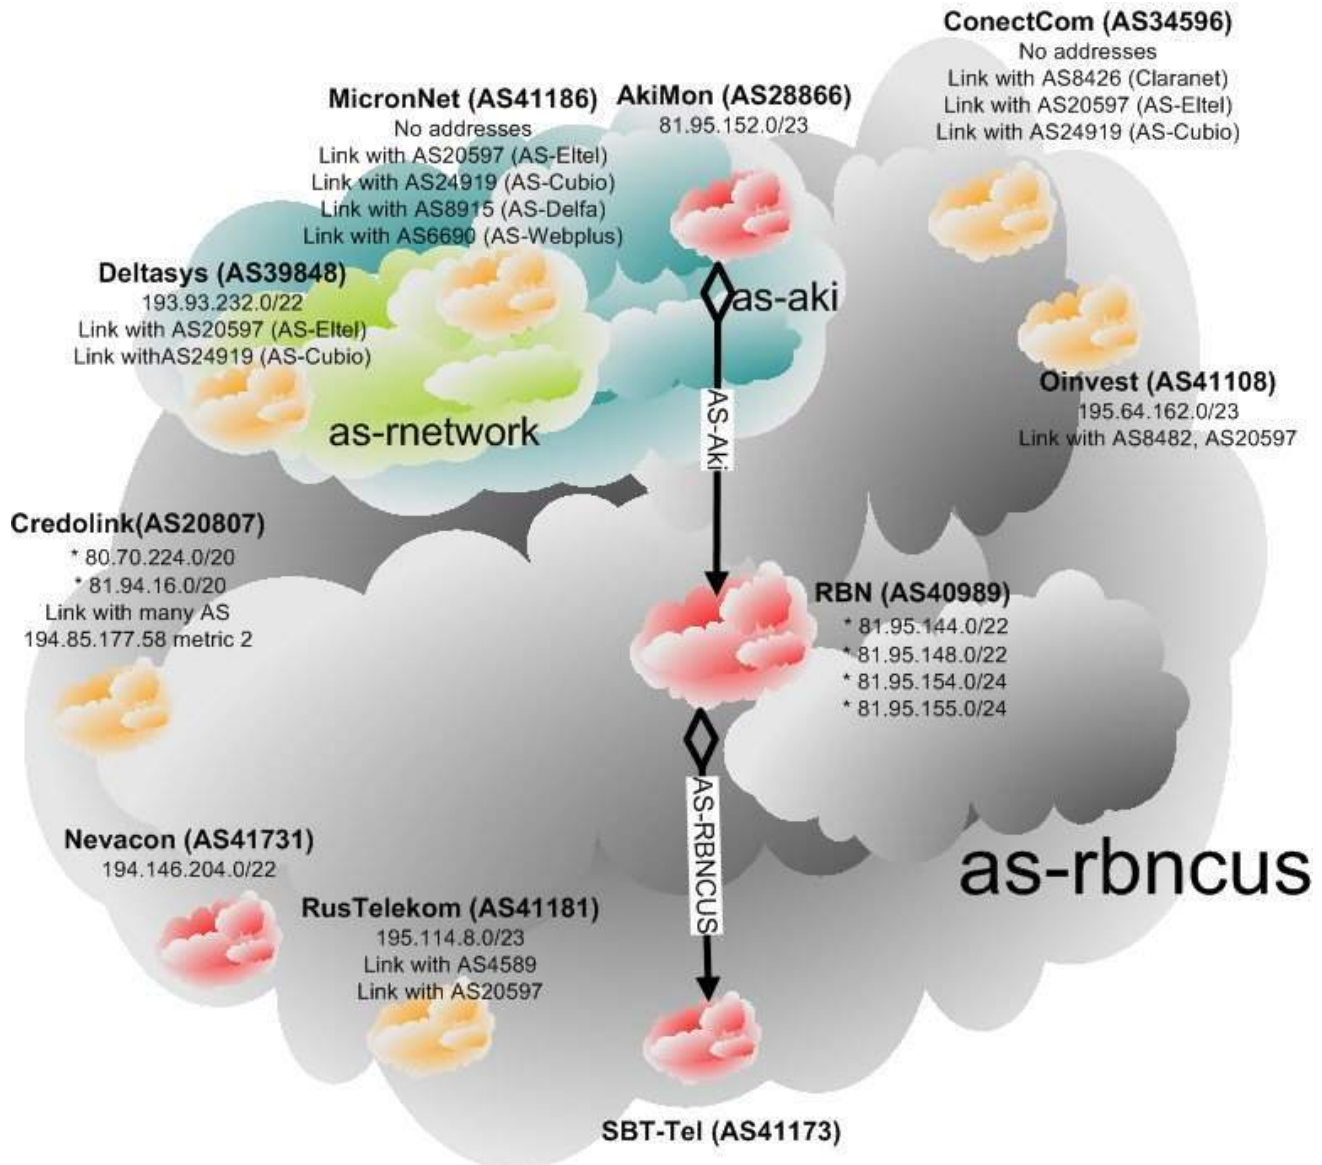 ConectCom (AS34596)
No addresses
Link with AS8426 (Claranet)
Link with AS20597 (AS-Eltel)
Link with AS24919 (AS-Cubio)
MicronNet (AS41186)
No addresses
Link with AS20597 (AS-Eltel)
Link with AS24919 (AS-Cubio)
Link with AS8915 (AS-Delfa)
Link with AS6690 (AS-Webplus)
AkiMon (AS28866)
81.95.152.0/23
Deltasys (AS39848)
193.93.232.0/22
Link with AS20597 (AS-Eltel)
Link withAS24919 (AS-Cubio)
as-aki
Oinvest (AS41108)
195.64.162.0/23
Link with AS8482, AS20597
as-rnetwork
AS-Aki
Credolink(AS20807)
* 80.70.224.0/20
* 81.94.16.0/20
Link with many AS
194.85.177.58 metric 2
RBN (AS40989)
* 81.95.144.0/22
* 81.95.148.0/22
* 81.95.154.0/24
* 81.95.155.0/24
AS-RBNCUS
as-rbncus
Nevacon (AS41731)
194.146.204.0/22
RusTelekom (AS41181)
195.114.8.0/23
Link with AS4589
Link with AS20597
SBT-Tel (AS41173)